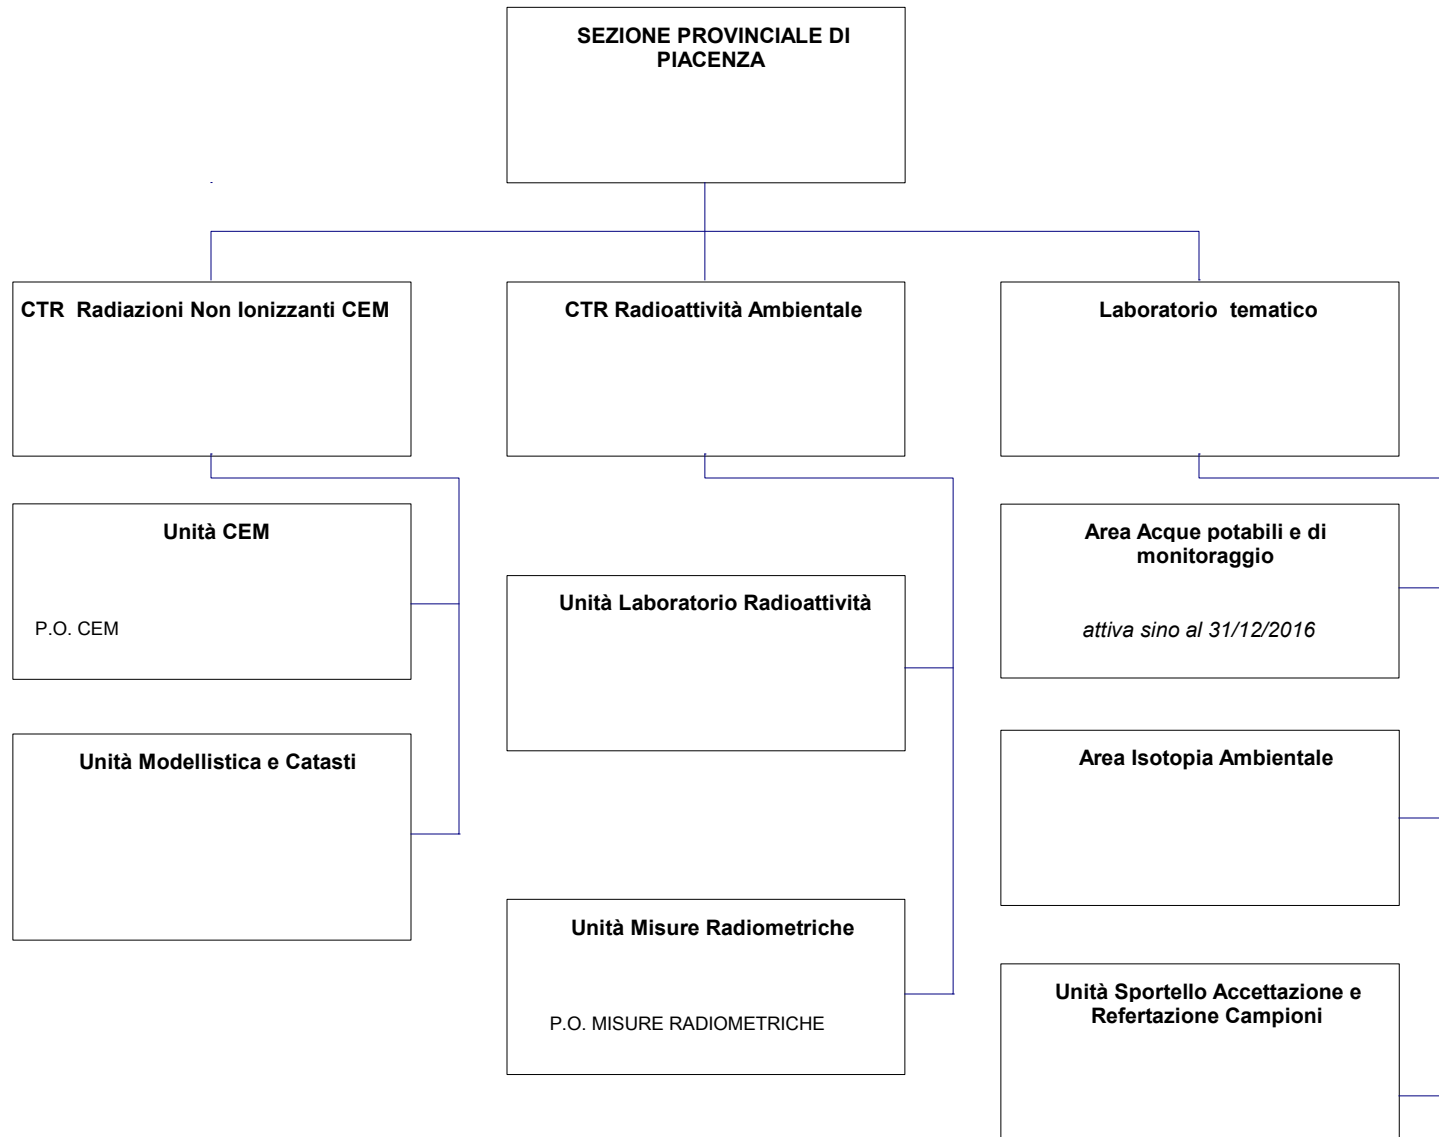 SEZIONE PROVINCIALE DI
PIACENZA
CTR Radiazioni Non Ionizzanti CEM
CTR Radioattività Ambientale
Laboratorio tematico
Unità CEM
P.O. CEM
Unità Modellistica e Catasti
Unità Laboratorio Radioattività
Unità Misure Radiometriche
P.O. MISURE RADIOMETRICHE
Area Acque potabili e di
monitoraggio
attiva sino al 31/12/2016
Area Isotopia Ambientale
Unità Sportello Accettazione e
Refertazione Campioni